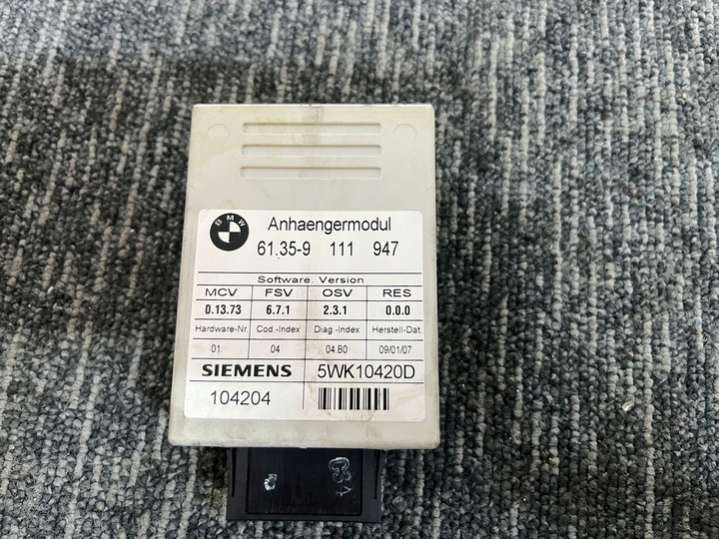 BMW
Anhaengermodul
61.35-9 111 947
Software. Version
MCV FSV OSV RES
0.13.73 6.7.1 2.3.1 0.0.0
Hardware-Nr. Cod.-Index Diag.-Index Herstell-Dat.
01 04 04.B0 09/01/07
SIEMENS 5WK10420D
104204